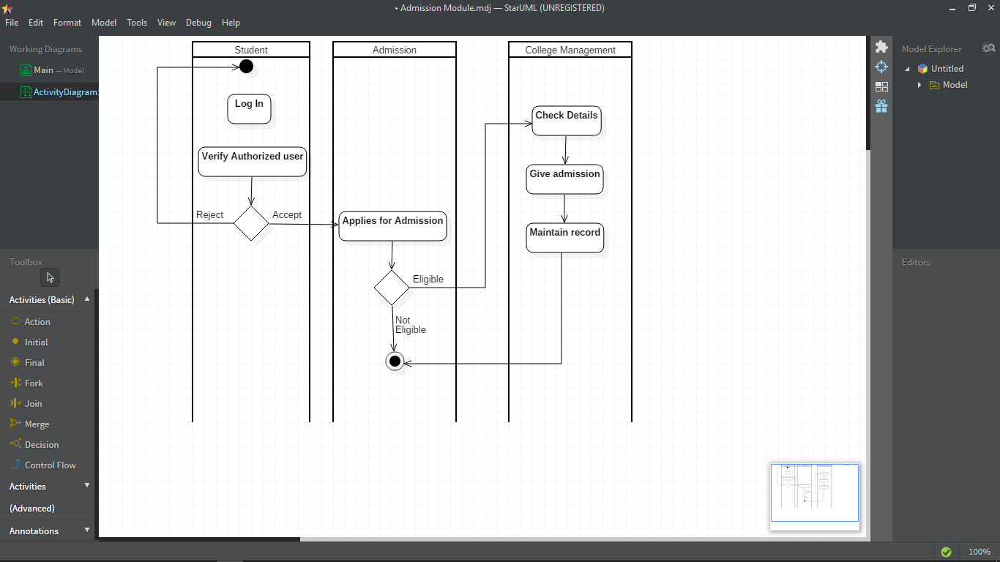 • Admission Module.mdj — StarUML (UNREGISTERED)
File Edit Format Model Tools View Debug Help
Working Diagrams
Main — Model
ActivityDiagram1
Toolbox
Activities (Basic)
Action
Initial
Final
Fork
Join
Merge
Decision
Control Flow
Activities
(Advanced)
Annotations
Student
Log In
Verify Authorized user
Reject
Accept
Admission
Applies for Admission
Eligible
Not
Eligible
College Management
Check Details
Give admission
Maintain record
Model Explorer
Untitled
Model
Editors
100%